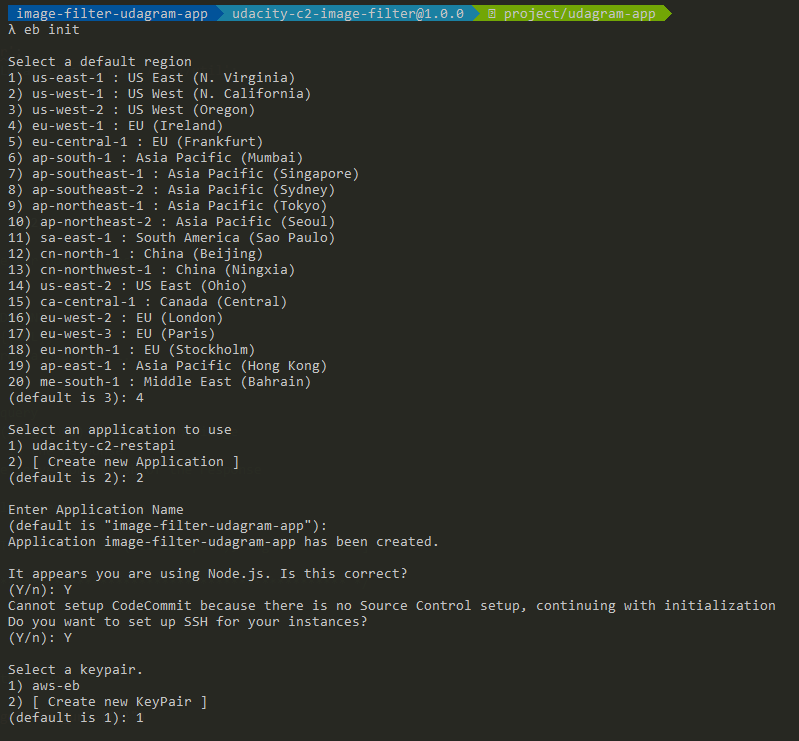 image-filter-udagram-app udacity-c2-image-filter@1.0.0 project/udagram-app
λ eb init
Select a default region
1) us-east-1 : US East (N. Virginia)
2) us-west-1 : US West (N. California)
3) us-west-2 : US West (Oregon)
4) eu-west-1 : EU (Ireland)
5) eu-central-1 : EU (Frankfurt)
6) ap-south-1 : Asia Pacific (Mumbai)
7) ap-southeast-1 : Asia Pacific (Singapore)
8) ap-southeast-2 : Asia Pacific (Sydney)
9) ap-northeast-1 : Asia Pacific (Tokyo)
10) ap-northeast-2 : Asia Pacific (Seoul)
11) sa-east-1 : South America (Sao Paulo)
12) cn-north-1 : China (Beijing)
13) cn-northwest-1 : China (Ningxia)
14) us-east-2 : US East (Ohio)
15) ca-central-1 : Canada (Central)
16) eu-west-2 : EU (London)
17) eu-west-3 : EU (Paris)
18) eu-north-1 : EU (Stockholm)
19) ap-east-1 : Asia Pacific (Hong Kong)
20) me-south-1 : Middle East (Bahrain)
(default is 3): 4
Select an application to use
1) udacity-c2-restapi
2) [ Create new Application ]
(default is 2): 2
Enter Application Name
(default is "image-filter-udagram-app"):
Application image-filter-udagram-app has been created.
It appears you are using Node.js. Is this correct?
(Y/n): Y
Cannot setup CodeCommit because there is no Source Control setup, continuing with initialization
Do you want to set up SSH for your instances?
(Y/n): Y
Select a keypair.
1) aws-eb
2) [ Create new KeyPair ]
(default is 1): 1